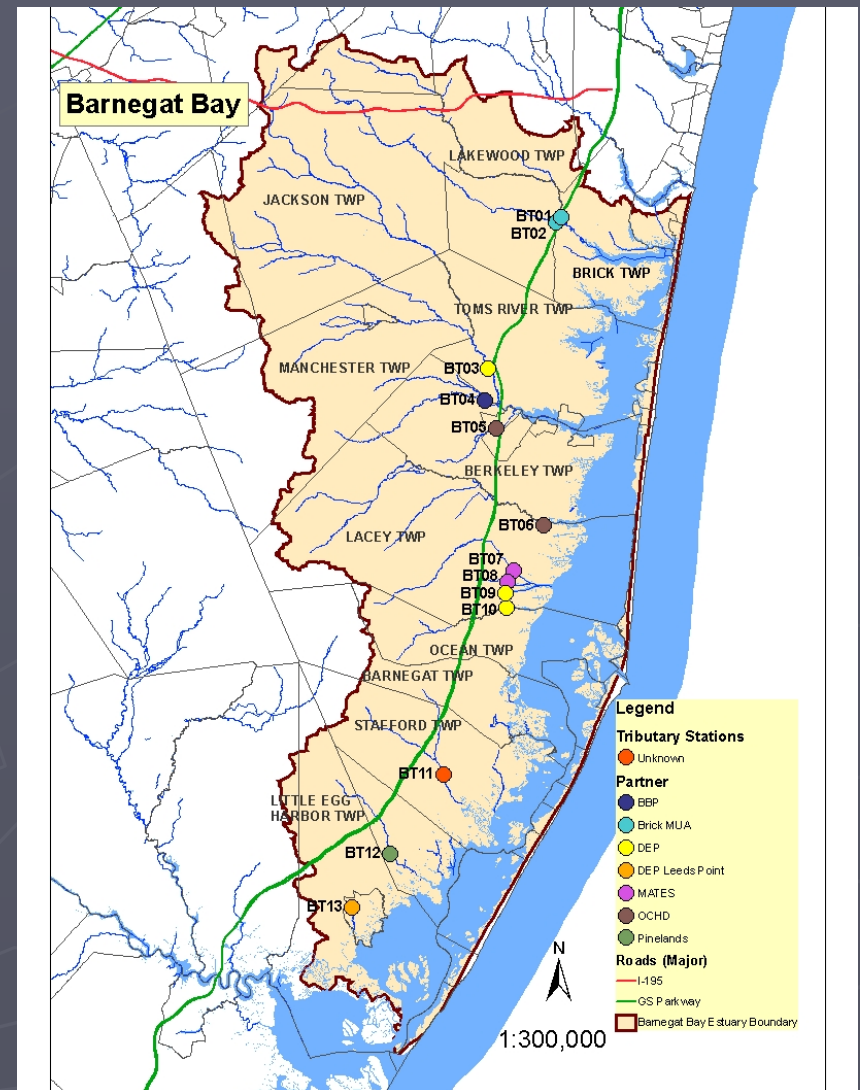 Barnegat Bay
LAKEWOOD TWP
JACKSON TWP
BT01
BT02
BRICK TWP
TOMS RIVER TWP
MANCHESTER TWP
BT03
BT04
BT05
BERKELEY TWP
BT06
LACEY TWP
BT07
BT08
BT09
BT10
OCEAN TWP
BARNEGAT TWP
STAFFORD TWP
BT11
LITTLE EGG
HARBOR TWP
BT12
BT13
Legend
Tributary Stations
Unknown
Partner
BBP
Brick MUA
DEP
DEP Leeds Point
MATES
OCHD
Pinelands
Roads (Major)
I-195
GS Parkway
Barnegat Bay Estuary Boundary
N
1:300,000